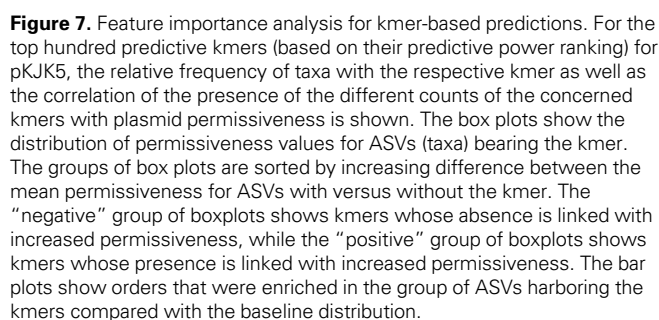 Figure 7. Feature importance analysis for kmer-based predictions. For the
top hundred predictive kmers (based on their predictive power ranking) for
pKJK5, the relative frequency of taxa with the respective kmer as well as
the correlation of the presence of the different counts of the concerned
kmers with plasmid permissiveness is shown. The box plots show the
distribution of permissiveness values for ASVs (taxa) bearing the kmer.
The groups of box plots are sorted by increasing difference between the
mean permissiveness for ASVs with versus without the kmer. The
“negative” group of boxplots shows kmers whose absence is linked with
increased permissiveness, while the “positive” group of boxplots shows
kmers whose presence is linked with increased permissiveness. The bar
plots show orders that were enriched in the group of ASVs harboring the
kmers compared with the baseline distribution.